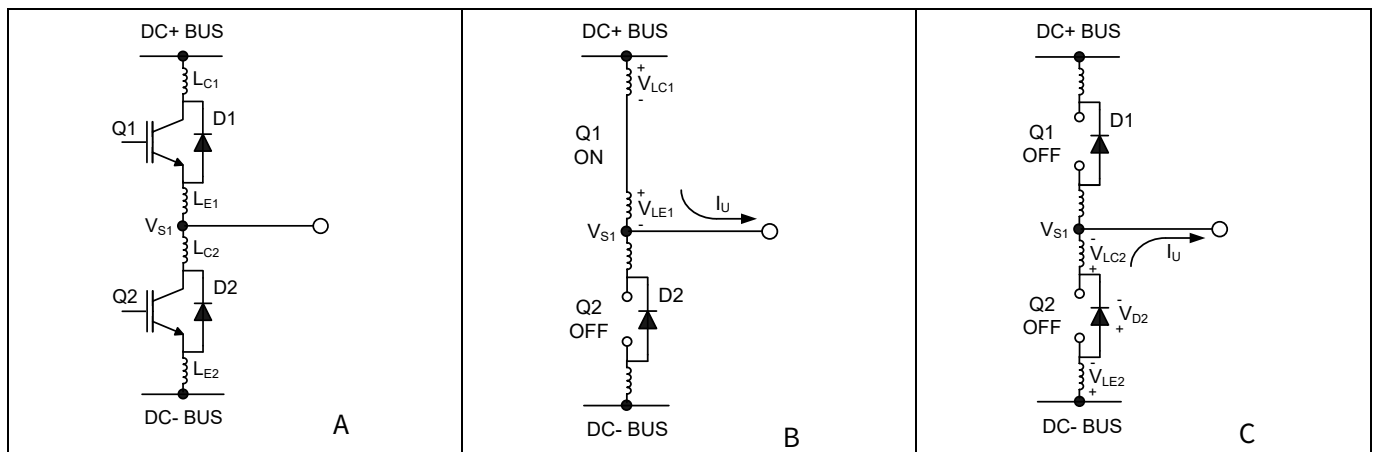 DC+ BUS
LC1
Q1
D1
LE1
VS1
LC2
Q2
D2
LE2
DC- BUS
A
DC+ BUS
+
VLC1
-
Q1
ON
+
VLE1
-
IU
VS1
D2
Q2
OFF
DC- BUS
B
DC+ BUS
D1
Q1
OFF
VS1
-
VLC2
+
IU
Q2
OFF
-
VD2
+
-
VLE2
+
DC- BUS
C